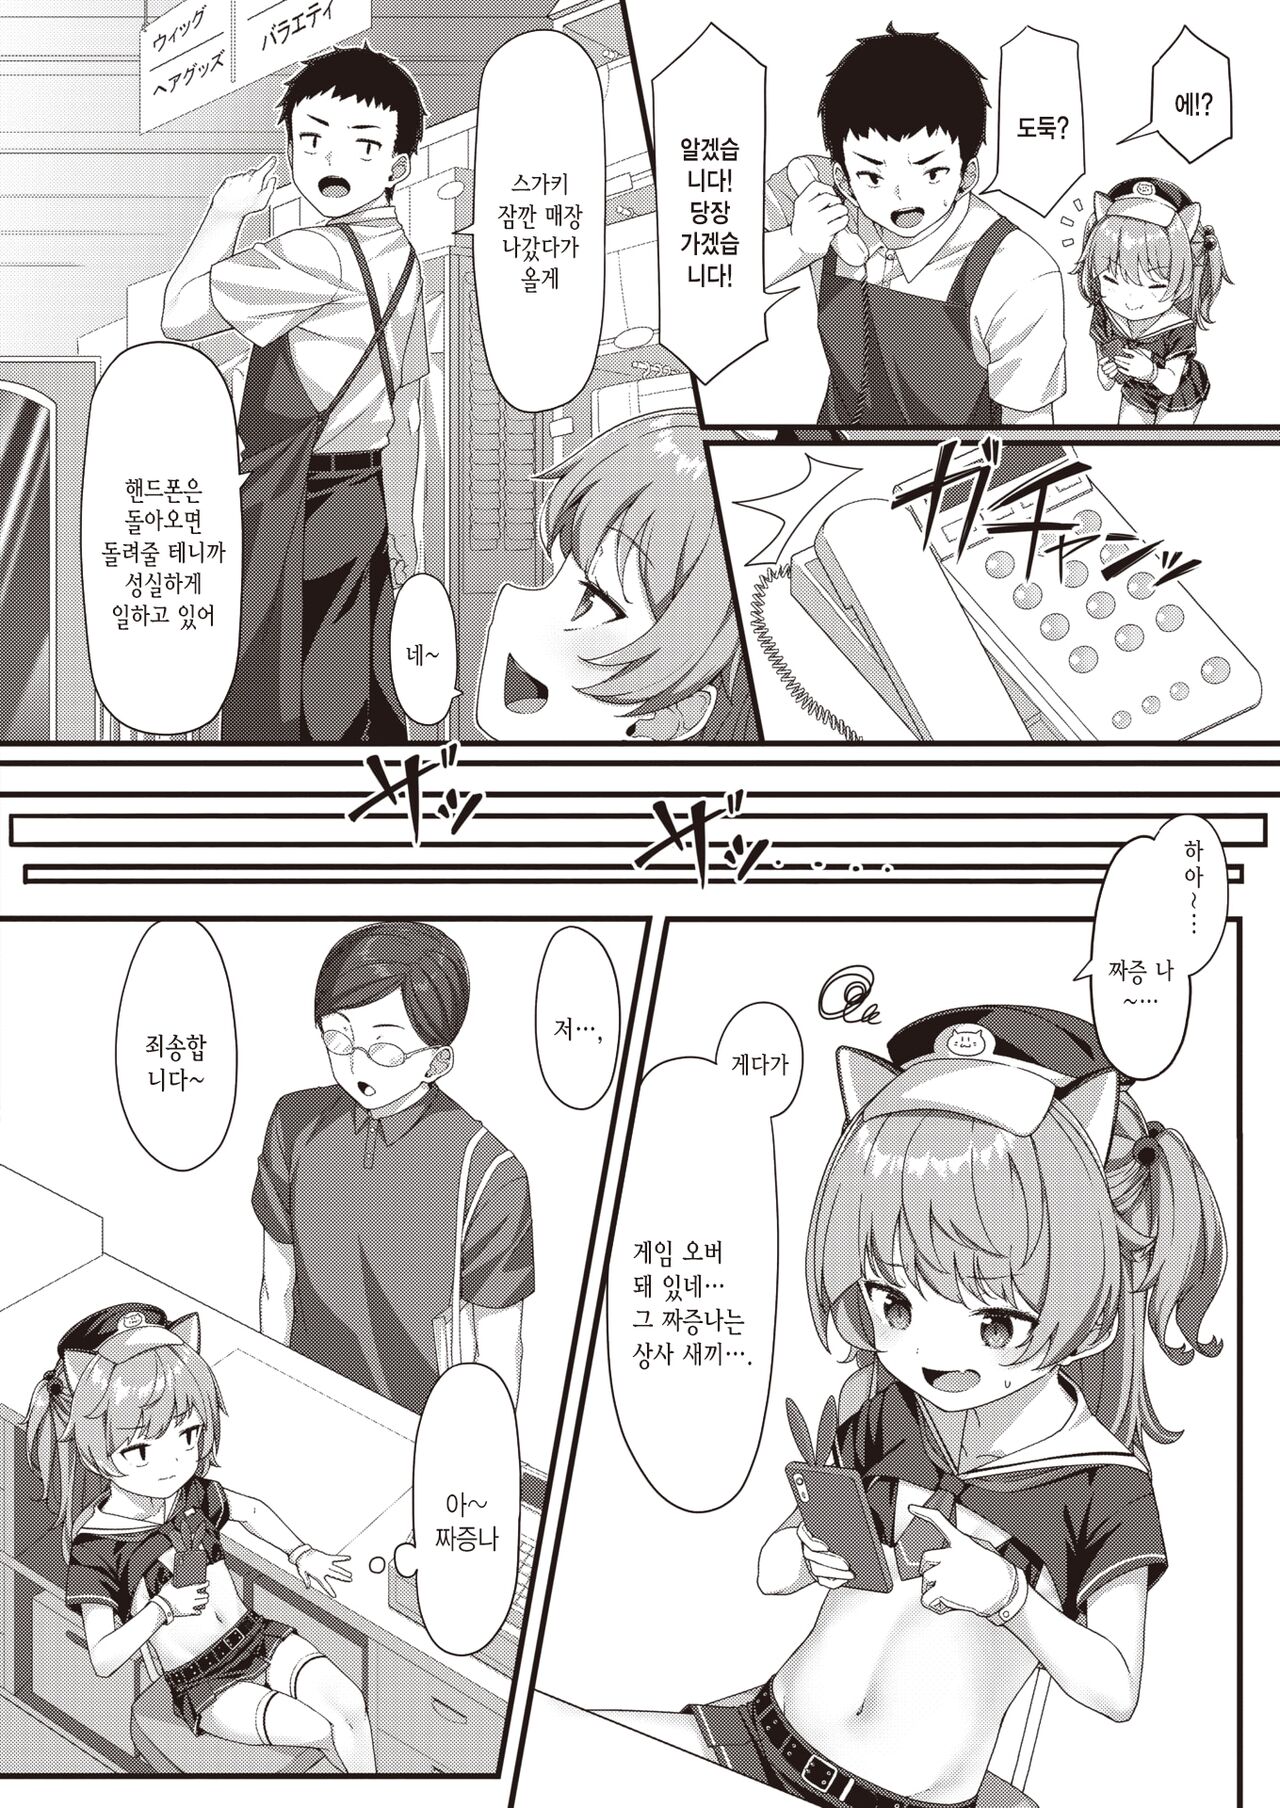 에!?
도둑?
알겠습
니다!
당장
가겠습
니다!
ガチャン
ウィッグ
ヘアグッズ
バラエティ
스가키
잠깐 매장
나갔다가
올게
핸드폰은
돌아오면
돌려줄 테니까
성실하게
일하고 있어
네~
ザッ
ザッ....
하
아
~
...
짜증 나
~...
게다가
게임 오버
돼 있네...
그 짜증나는
상사 새끼....
저...,
죄송합
니다~
아~
짜증나